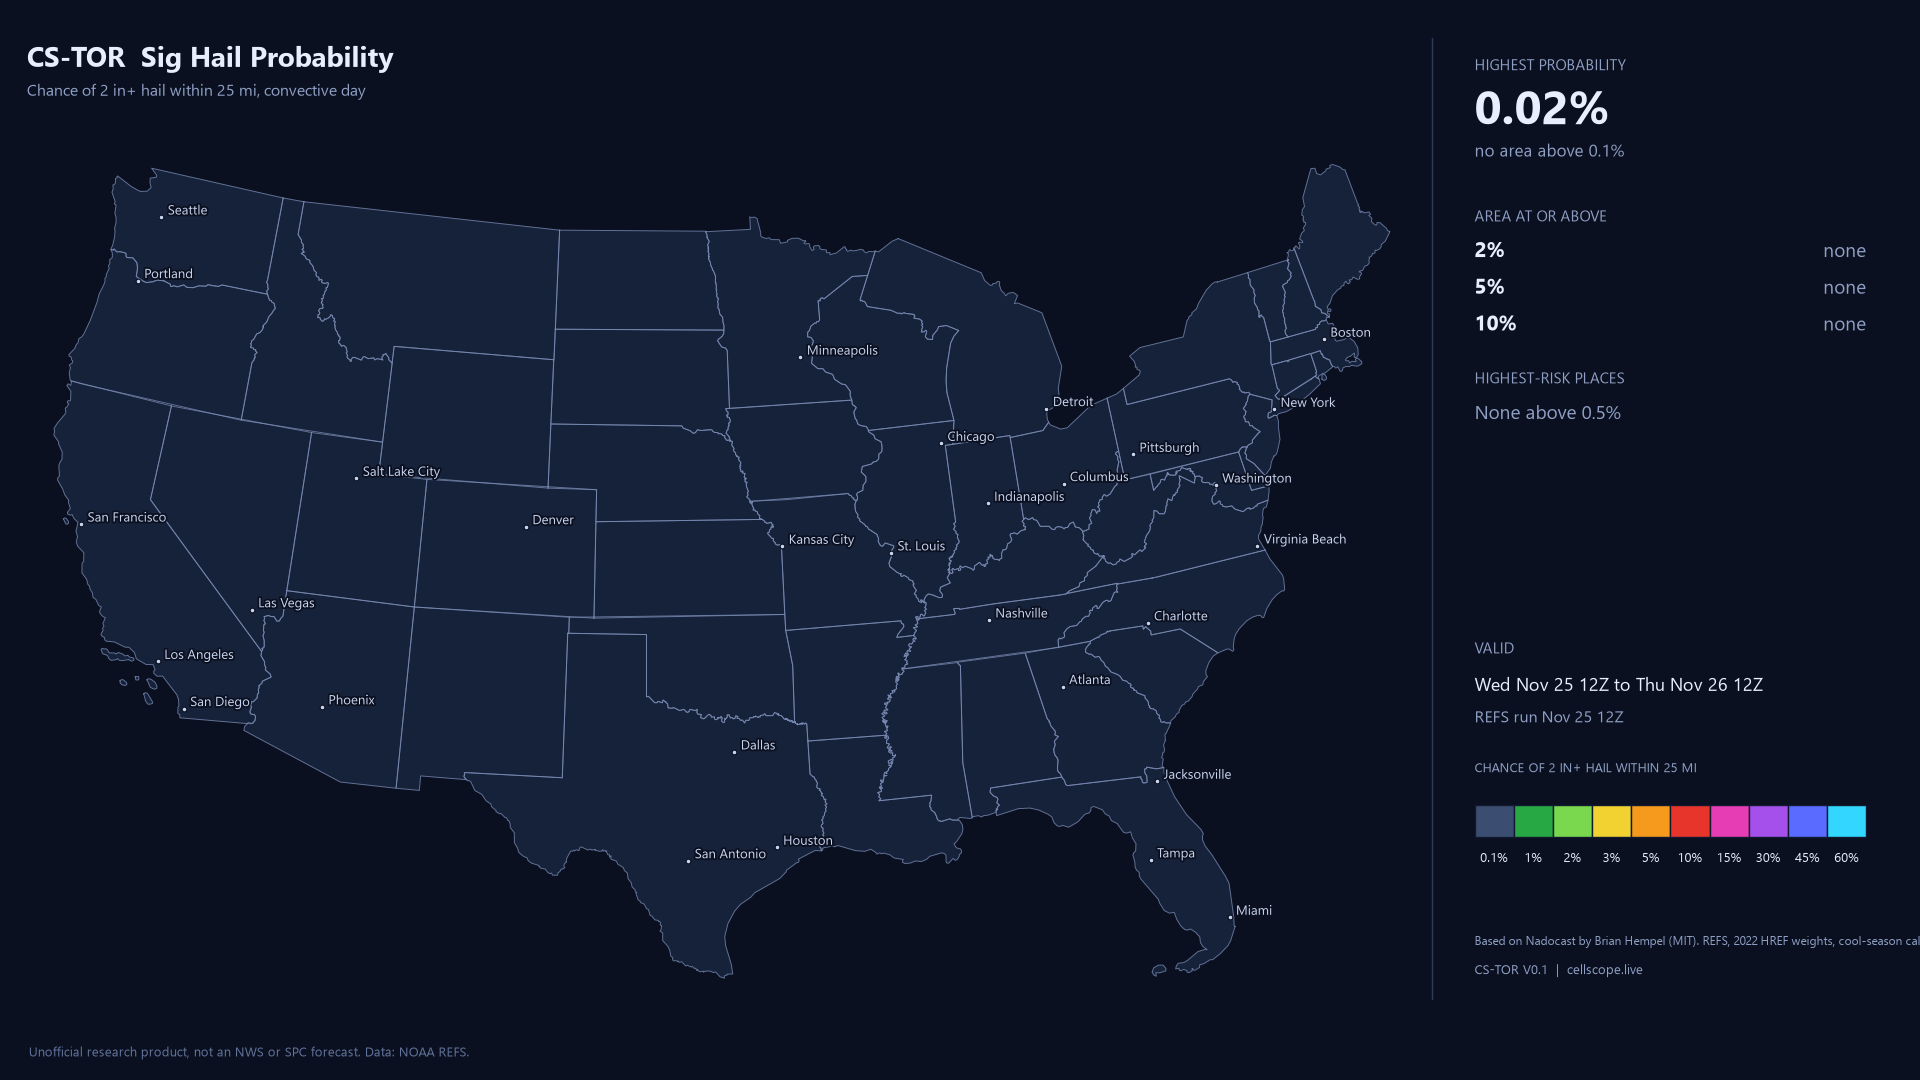 CS-TOR  Sig Hail Probability
Chance of 2 in+ hail within 25 mi, convective day
Seattle
Portland
Minneapolis
Boston
Detroit
New York
Chicago
Pittsburgh
Salt Lake City
Columbus
Washington
Indianapolis
San Francisco
Denver
Kansas City
St. Louis
Virginia Beach
Las Vegas
Nashville
Charlotte
Los Angeles
Atlanta
San Diego
Phoenix
Dallas
Jacksonville
Houston
San Antonio
Tampa
Miami
HIGHEST PROBABILITY
0.02%
no area above 0.1%
AREA AT OR ABOVE
2% none
5% none
10% none
HIGHEST-RISK PLACES
None above 0.5%
VALID
Wed Nov 25 12Z to Thu Nov 26 12Z
REFS run Nov 25 12Z
CHANCE OF 2 IN+ HAIL WITHIN 25 MI
0.1% 1% 2% 3% 5% 10% 15% 30% 45% 60%
Based on Nadocast by Brian Hempel (MIT). REFS, 2022 HREF weights, cool-season cal
CS-TOR V0.1 | cellscope.live
Unofficial research product, not an NWS or SPC forecast. Data: NOAA REFS.